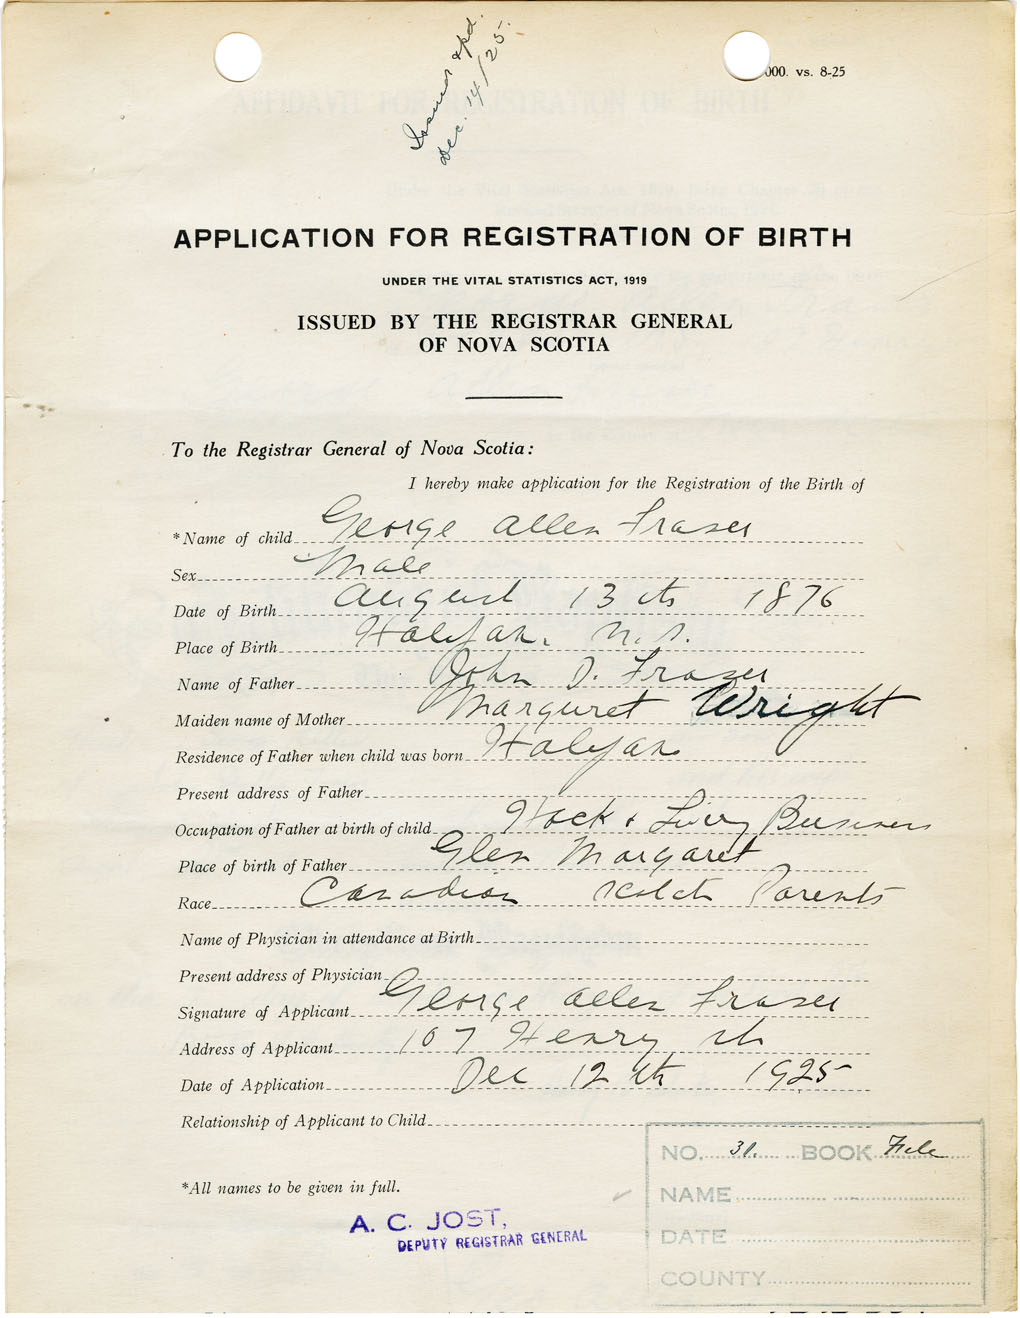 Issued & pd.
Dec. 14/25.
000. vs. 8-25
APPLICATION FOR REGISTRATION OF BIRTH
UNDER THE VITAL STATISTICS ACT, 1919
ISSUED BY THE REGISTRAR GENERAL
OF NOVA SCOTIA
To the Registrar General of Nova Scotia:
I hereby make application for the Registration of the Birth of
*Name of child George Allen Fraser
Sex Male
Date of Birth August 13 th 1876
Place of Birth Halifax, N.S.
Name of Father John D. Fraser
Maiden name of Mother Margaret Wright
Residence of Father when child was born Halifax
Present address of Father
Occupation of Father at birth of child Hack & Livery Business
Place of birth of Father Glen Margaret
Race Canadian Scotch Parents
Name of Physician in attendance at Birth
Present address of Physician
Signature of Applicant George Allen Fraser
Address of Applicant 107 Henry St
Date of Application Dec 12 th 1925
Relationship of Applicant to Child
NO. 31. BOOK File
*All names to be given in full.
NAME
A. C. JOST,
DEPUTY REGISTRAR GENERAL
DATE
COUNTY